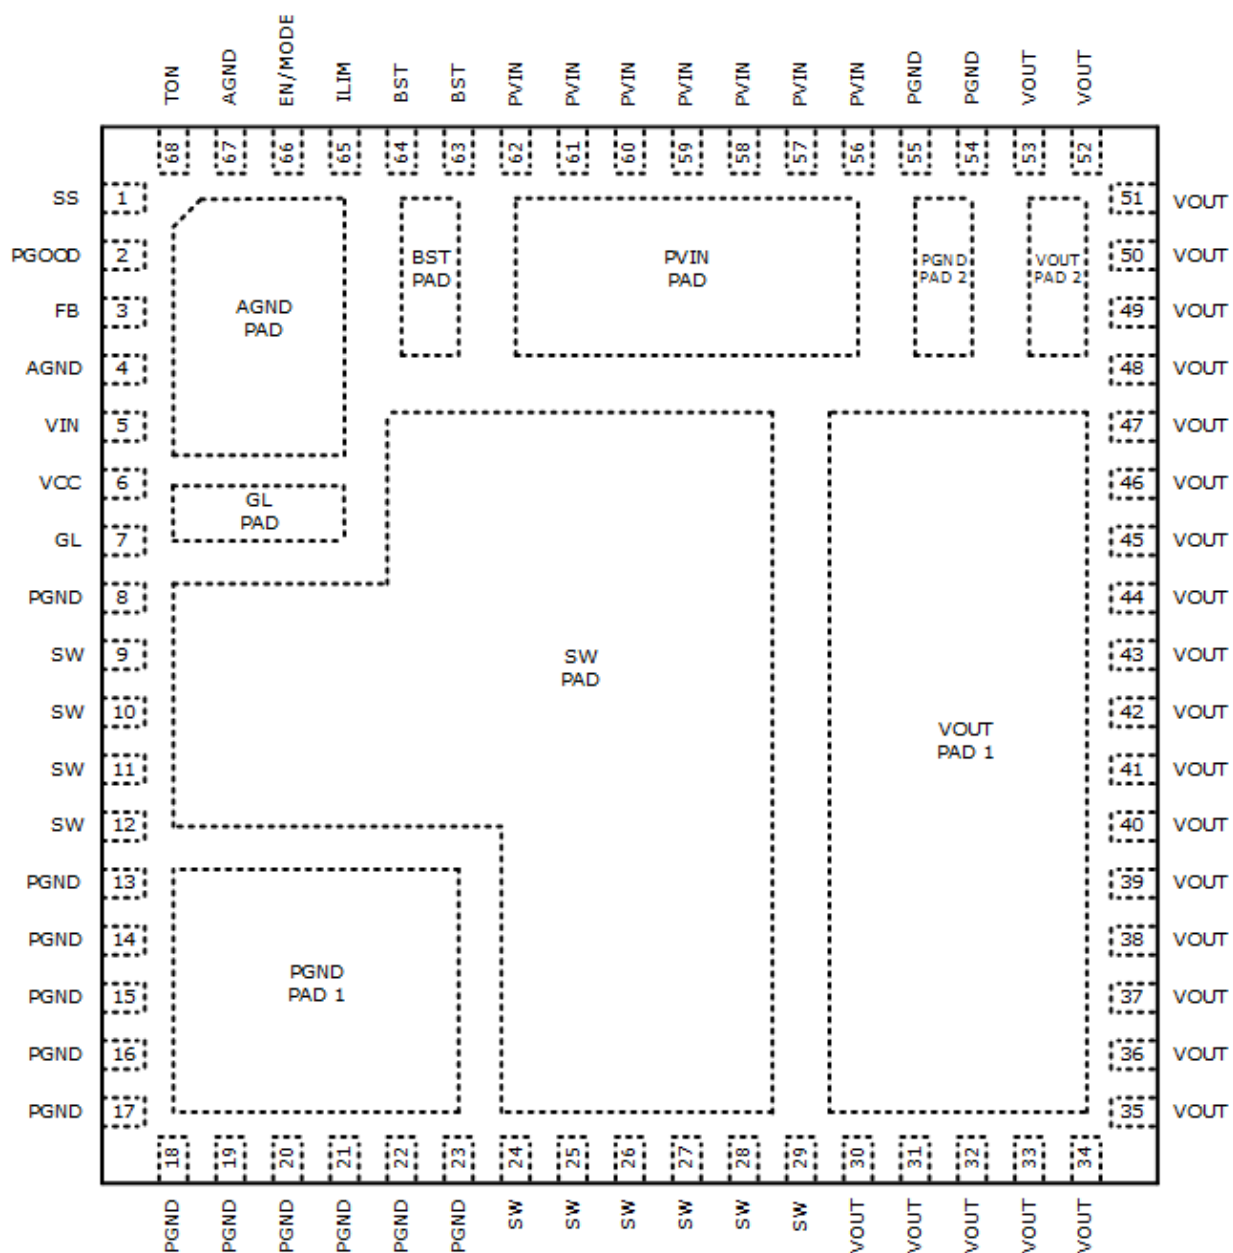 TON AGND EN/MODE ILIM BST BST PVIN PVIN PVIN PVIN PVIN PVIN PVIN PGND PGND VOUT VOUT
68 67 66 65 64 63 62 61 60 59 58 57 56 55 54 53 52
SS 1 51 VOUT
PGOOD 2 50 VOUT
BST
PAD
PVIN
PAD
PGND
PAD 2
VOUT
PAD 2
FB 3 49 VOUT
AGND
PAD
AGND 4 48 VOUT
VIN 5 47 VOUT
VCC 6 46 VOUT
GL
PAD
GL 7 45 VOUT
PGND 8 44 VOUT
SW 9 43 VOUT
SW
PAD
SW 10 42 VOUT
VOUT
PAD 1
SW 11 41 VOUT
SW 12 40 VOUT
PGND 13 39 VOUT
PGND 14 38 VOUT
PGND
PAD 1
PGND 15 37 VOUT
PGND 16 36 VOUT
PGND 17 35 VOUT
18 19 20 21 22 23 24 25 26 27 28 29 30 31 32 33 34
PGND PGND PGND PGND PGND PGND SW SW SW SW SW SW VOUT VOUT VOUT VOUT VOUT